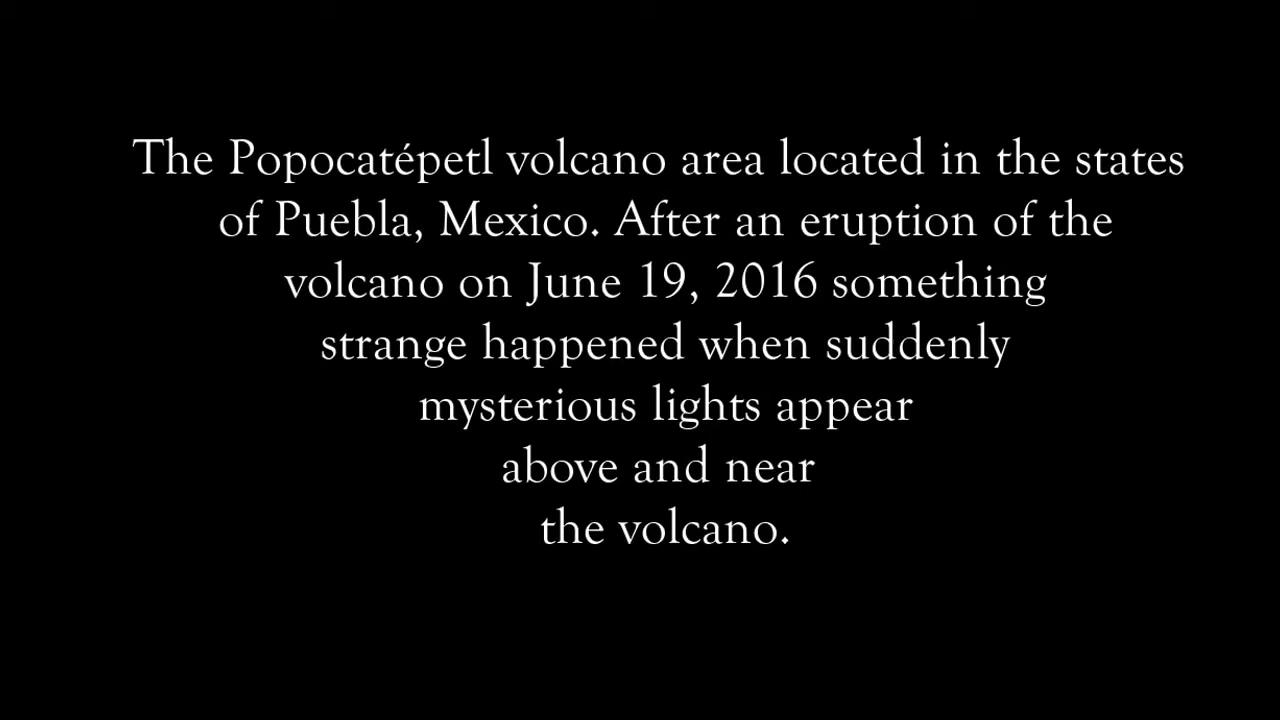 The Popocatépetl volcano area located in the states
of Puebla, Mexico. After an eruption of the
volcano on June 19, 2016 something
strange happened when suddenly
mysterious lights appear
above and near
the volcano.